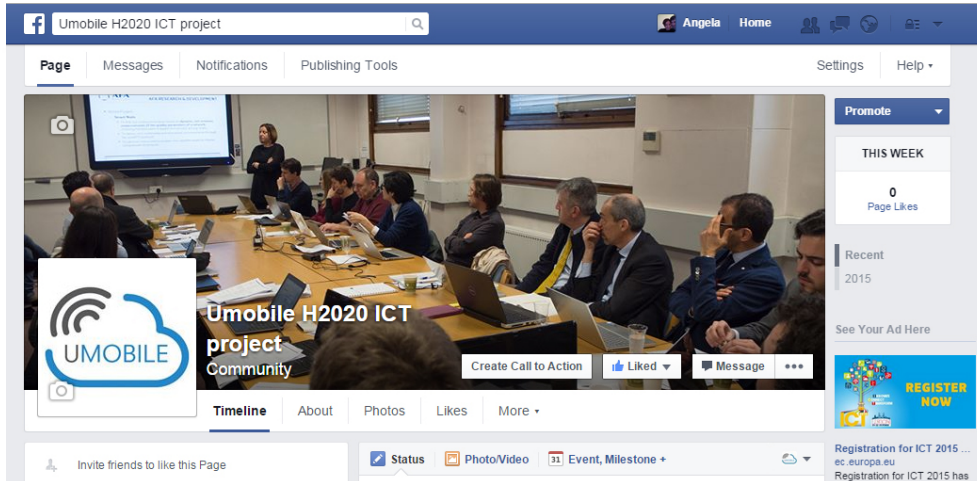 f
Umobile H2020 ICT project
Angela
Home
Page
Messages
Notifications
Publishing Tools
Settings
Help
Promote
THIS WEEK
0
Page Likes
Recent
2015
See Your Ad Here
UMOBILE
Umobile H2020 ICT
project
Community
Create Call to Action
Liked
Message
Timeline
About
Photos
Likes
More
REGISTER
NOW
ICT
Invite friends to like this Page
Status
Photo/Video
31
Event, Milestone +
Registration for ICT 2015 ...
ec.europa.eu
Registration for ICT 2015 has